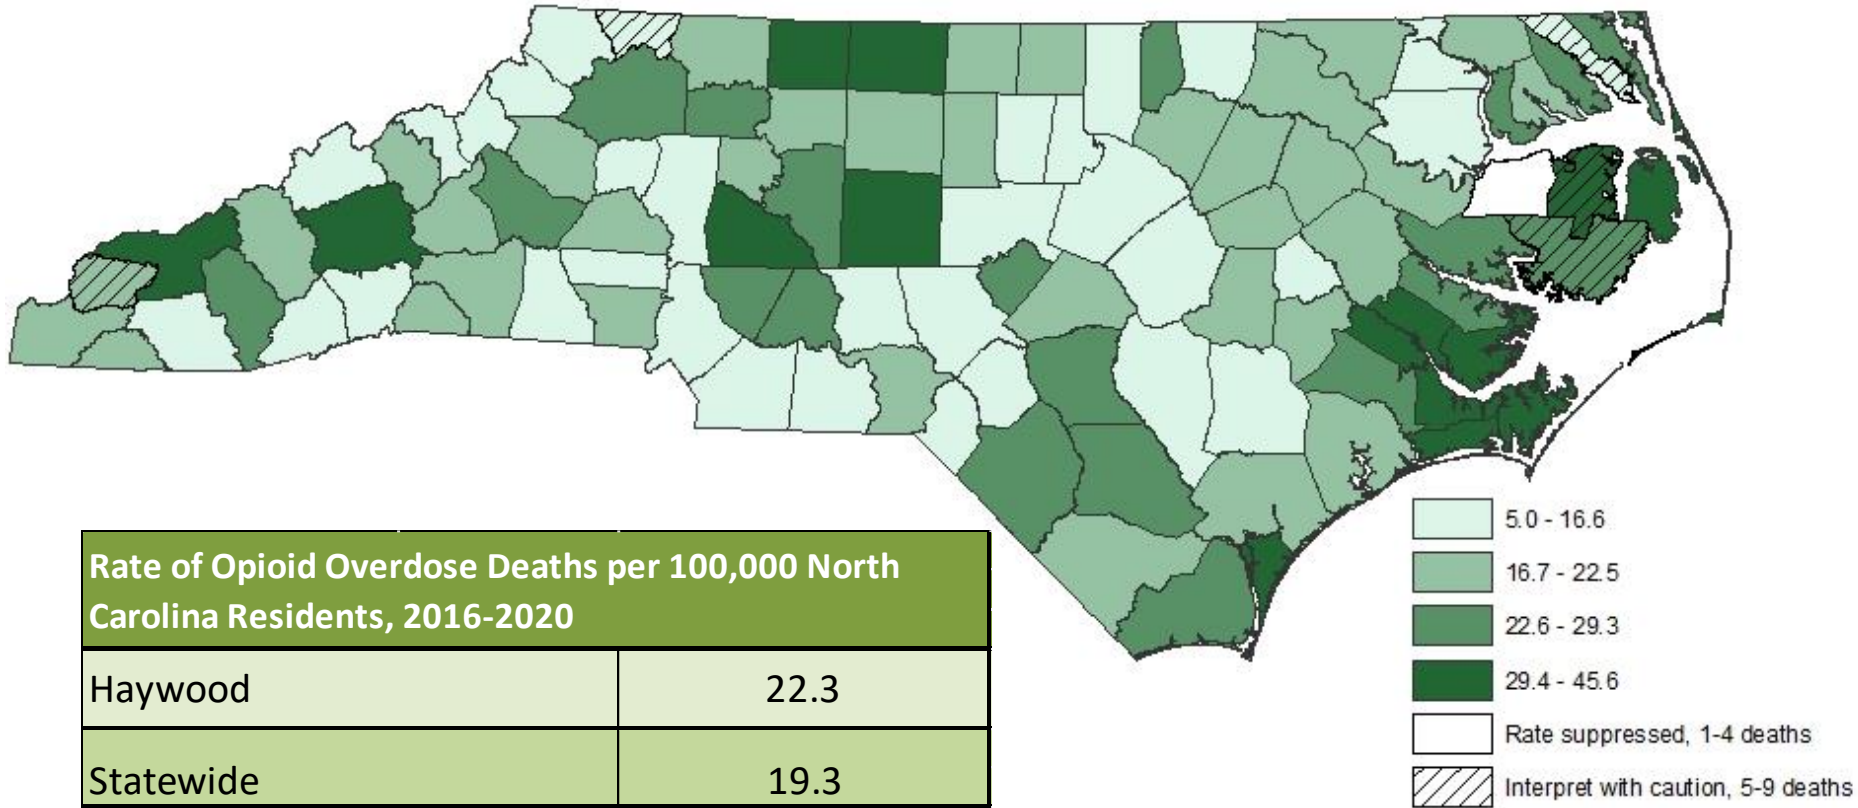 Rate of Opioid Overdose Deaths per 100,000 North
Carolina Residents, 2016-2020
Haywood 22.3
Statewide 19.3
5.0 - 16.6
16.7 - 22.5
22.6 - 29.3
29.4 - 45.6
Rate suppressed, 1-4 deaths
Interpret with caution, 5-9 deaths